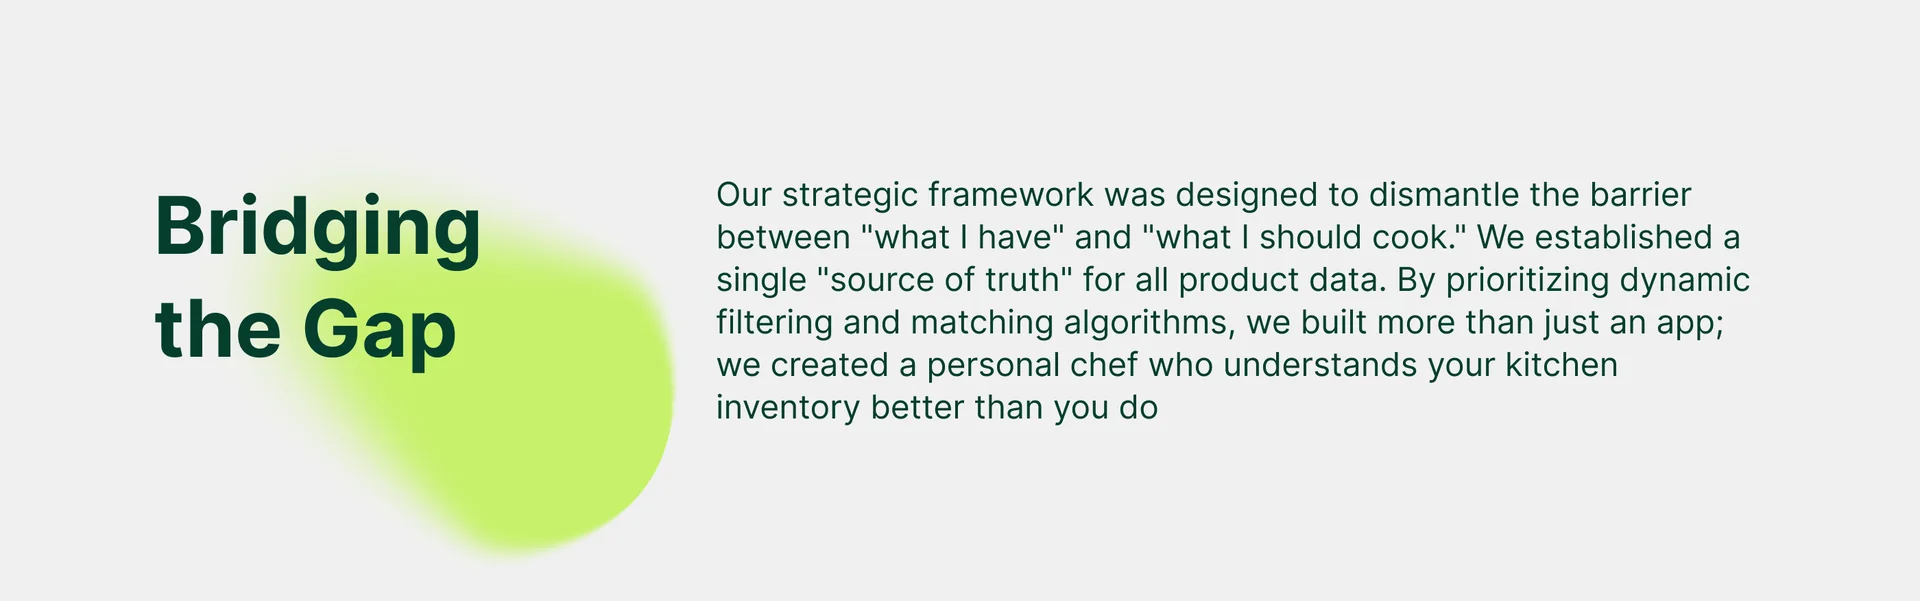 Bridging
the Gap
Our strategic framework was designed to dismantle the barrier
between "what I have" and "what I should cook." We established a
single "source of truth" for all product data. By prioritizing dynamic
filtering and matching algorithms, we built more than just an app;
we created a personal chef who understands your kitchen
inventory better than you do